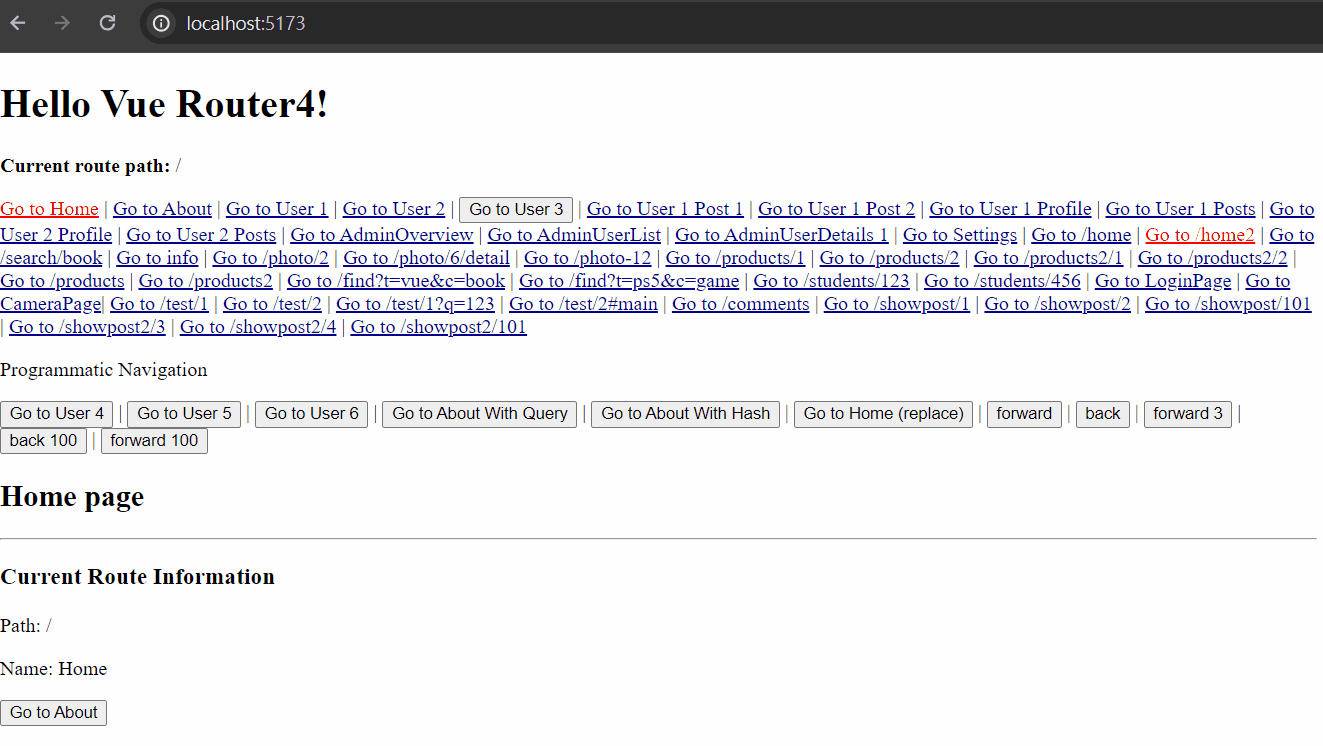 localhost:5173
Hello Vue Router4!
Current route path: /
Go to Home | Go to About | Go to User 1 | Go to User 2 | Go to User 3 | Go to User 1 Post 1 | Go to User 1 Post 2 | Go to User 1 Profile | Go to User 1 Posts | Go to
User 2 Profile | Go to User 2 Posts | Go to AdminOverview | Go to AdminUserList | Go to AdminUserDetails 1 | Go to Settings | Go to /home | Go to /home2 | Go to
/search/book | Go to info | Go to /photo/2 | Go to /photo/6/detail | Go to /photo-12 | Go to /products/1 | Go to /products/2 | Go to /products2/1 | Go to /products2/2 |
Go to /products | Go to /products2 | Go to /find?t=vue&c=book | Go to /find?t=ps5&c=game | Go to /students/123 | Go to /students/456 | Go to LoginPage | Go to
CameraPage| Go to /test/1 | Go to /test/2 | Go to /test/1?q=123 | Go to /test/2#main | Go to /comments | Go to /showpost/1 | Go to /showpost/2 | Go to /showpost/101
| Go to /showpost2/3 | Go to /showpost2/4 | Go to /showpost2/101
Programmatic Navigation
Go to User 4 | Go to User 5 | Go to User 6 | Go to About With Query | Go to About With Hash | Go to Home (replace) | forward | back | forward 3 |
back 100 | forward 100
Home page
Current Route Information
Path: /
Name: Home
Go to About